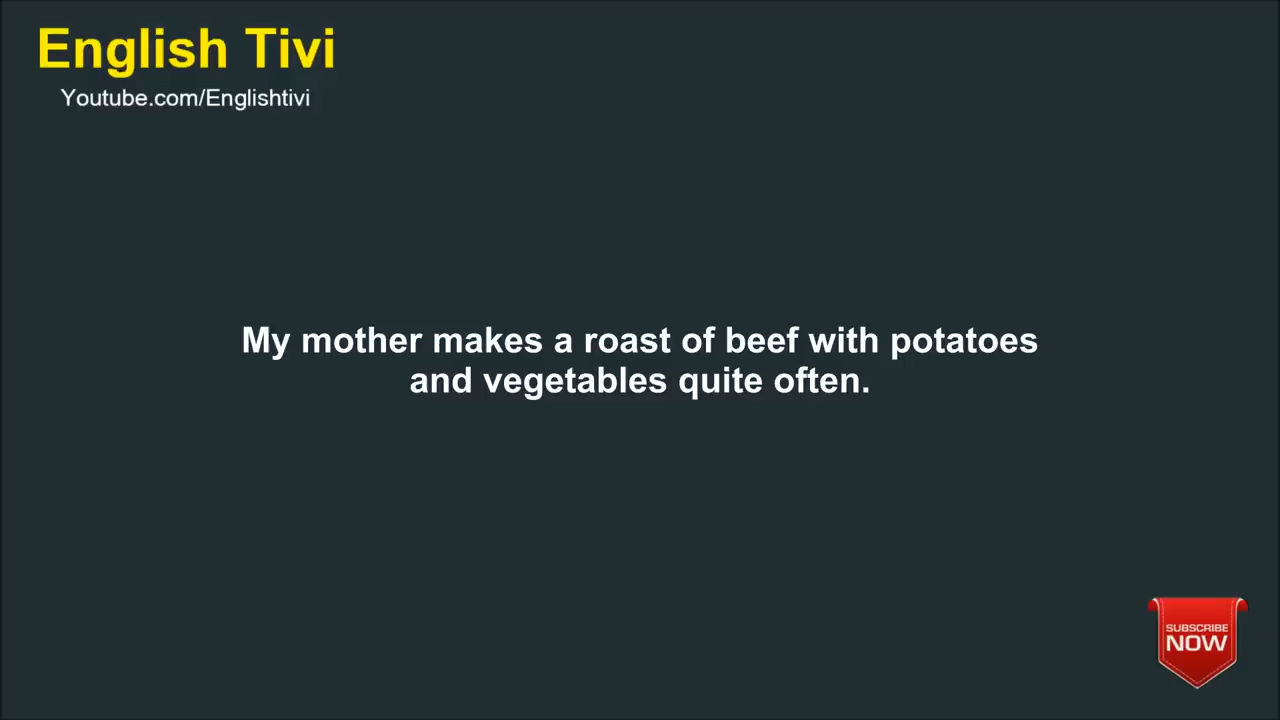 English Tivi
Youtube.com/Englishtivi
My mother makes a roast of beef with potatoes
and vegetables quite often.
SUBSCRIBE
NOW